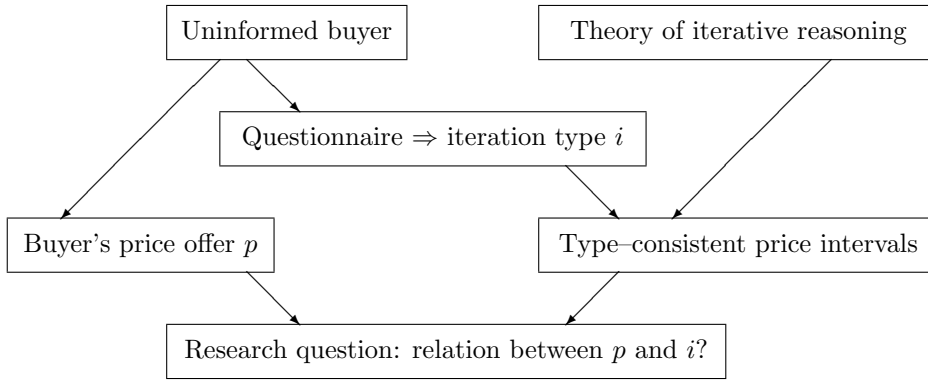 Uninformed buyer
Theory of iterative reasoning
Questionnaire ⇒ iteration type i
Buyer's price offer p
Type–consistent price intervals
Research question: relation between p and i?